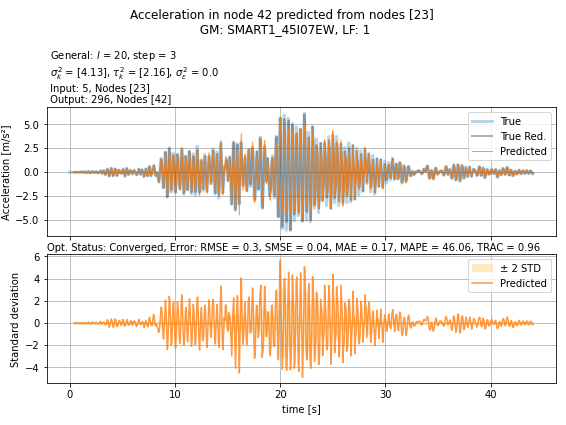 Acceleration in node 42 predicted from nodes [23]
GM: SMART1_45I07EW, LF: 1
General: l = 20, step = 3
σ²ₖ = [4.13], τ²ₖ = [2.16], σ²ε = 0.0
Input: 5, Nodes [23]
Output: 296, Nodes [42]
Acceleration [m/s²]
5.0
2.5
0.0
−2.5
−5.0
True
True Red.
Predicted
Opt. Status: Converged, Error: RMSE = 0.3, SMSE = 0.04, MAE = 0.17, MAPE = 46.06, TRAC = 0.96
Standard deviation
6
4
2
0
−2
−4
± 2 STD
Predicted
0
10
20
30
40
time [s]